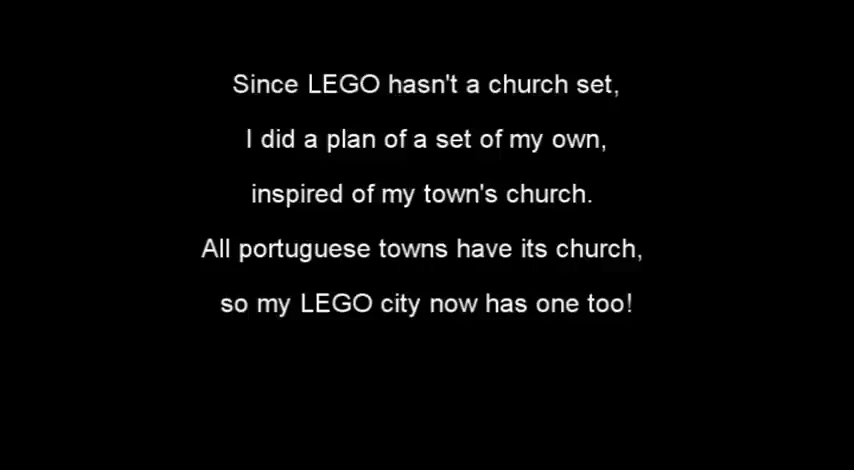 Since LEGO hasn't a church set,
I did a plan of a set of my own,
inspired of my town's church.
All portuguese towns have its church,
so my LEGO city now has one too!